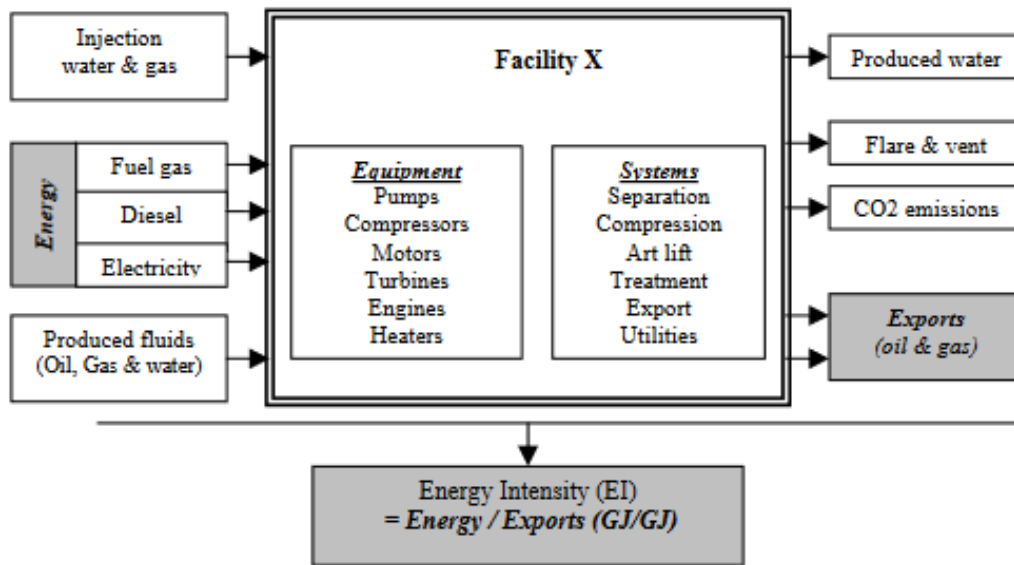 Injection
water & gas
Energy
Fuel gas
Diesel
Electricity
Produced fluids
(Oil, Gas & water)
Facility X
Equipment
Pumps
Compressors
Motors
Turbines
Engines
Heaters
Systems
Separation
Compression
Art lift
Treatment
Export
Utilities
Produced water
Flare & vent
CO2 emissions
Exports
(oil & gas)
Energy Intensity (EI)
= Energy / Exports (GJ/GJ)